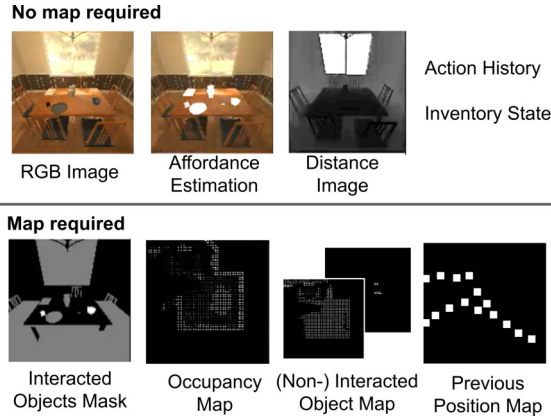 No map required
Action History
Inventory State
RGB Image
Affordance
Estimation
Distance
Image
Map required
Interacted
Objects Mask
Occupancy
Map
(Non-) Interacted
Object Map
Previous
Position Map